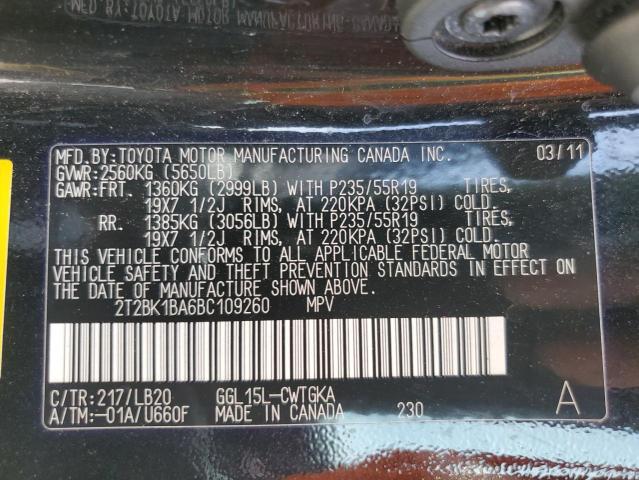 MFD.BY:TOYOTA MOTOR MANUFACTURING CANADA INC. 03/11
GVWR:2560KG (5650LB)
GAWR:FRT. 1360KG (2999LB) WITH P235/55R19 TIRES,
19X7 1/2J RIMS, AT 220KPA (32PSI) COLD.
RR. 1385KG (3056LB) WITH P235/55R19 TIRES,
19X7 1/2J RIMS, AT 220KPA (32PSI) COLD.
THIS VEHICLE CONFORMS TO ALL APPLICABLE FEDERAL MOTOR
VEHICLE SAFETY AND THEFT PREVENTION STANDARDS IN EFFECT ON
THE DATE OF MANUFACTURE SHOWN ABOVE.
2T2BK1BA6BC109260 MPV
C/TR:217/LB20 GGL15L-CWTGKA A
A/TM:-01A/U660F MADE IN CANADA 230